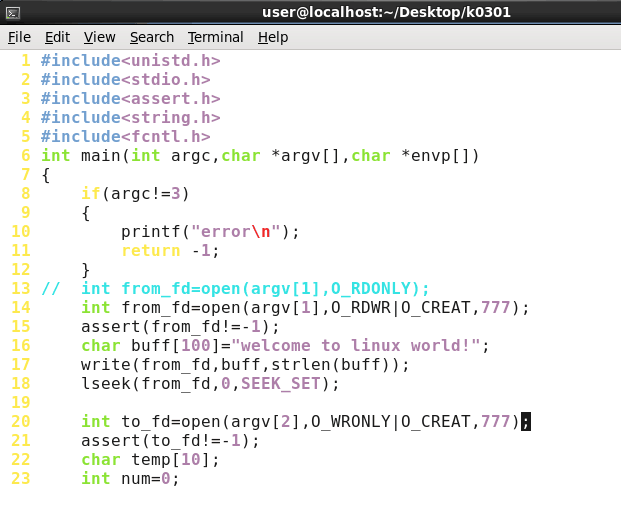 user@localhost:~/Desktop/k0301
File Edit View Search Terminal Help
1 #include<unistd.h>
2 #include<stdio.h>
3 #include<assert.h>
4 #include<string.h>
5 #include<fcntl.h>
6 int main(int argc,char *argv[],char *envp[])
7 {
8     if(argc!=3)
9     {
10         printf("error\n");
11         return -1;
12     }
13 //  int from_fd=open(argv[1],O_RDONLY);
14     int from_fd=open(argv[1],O_RDWR|O_CREAT,777);
15     assert(from_fd!=-1);
16     char buff[100]="welcome to linux world!";
17     write(from_fd,buff,strlen(buff));
18     lseek(from_fd,0,SEEK_SET);
19
20     int to_fd=open(argv[2],O_WRONLY|O_CREAT,777);
21     assert(to_fd!=-1);
22     char temp[10];
23     int num=0;